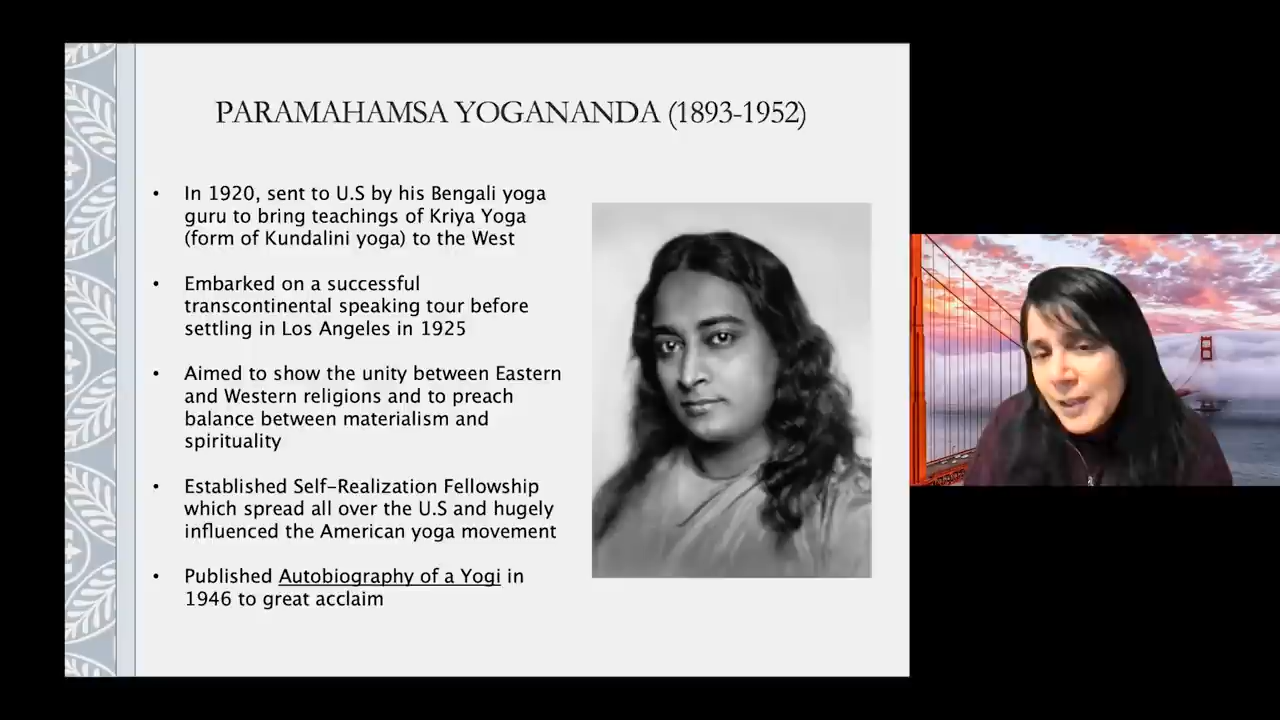 PARAMAHAMSA YOGANANDA (1893-1952)
• In 1920, sent to U.S by his Bengali yoga
guru to bring teachings of Kriya Yoga
(form of Kundalini yoga) to the West
• Embarked on a successful
transcontinental speaking tour before
settling in Los Angeles in 1925
• Aimed to show the unity between Eastern
and Western religions and to preach
balance between materialism and
spirituality
• Established Self-Realization Fellowship
which spread all over the U.S and hugely
influenced the American yoga movement
• Published Autobiography of a Yogi in
1946 to great acclaim